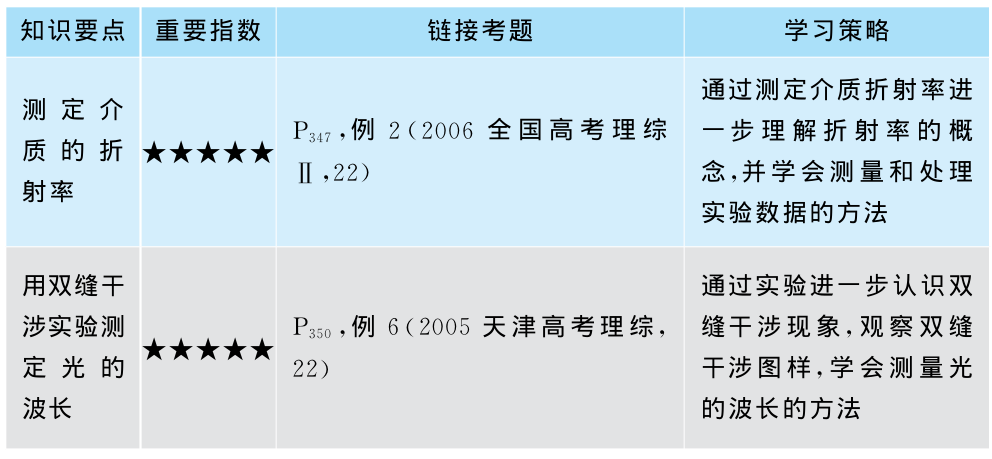 知识要点 重要指数 链接考题 学习策略
测定介
质的折
射率
★★★★★
P347,例 2(2006 全国高考理综
Ⅱ,22)
通过测定介质折射率进
一步理解折射率的概
念,并学会测量和处理
实验数据的方法
用双缝干
涉实验测
定光的
波长
★★★★★
P350,例 6(2005 天津高考理综,
22)
通过实验进一步认识双
缝干涉现象,观察双缝
干涉图样,学会测量光
的波长的方法